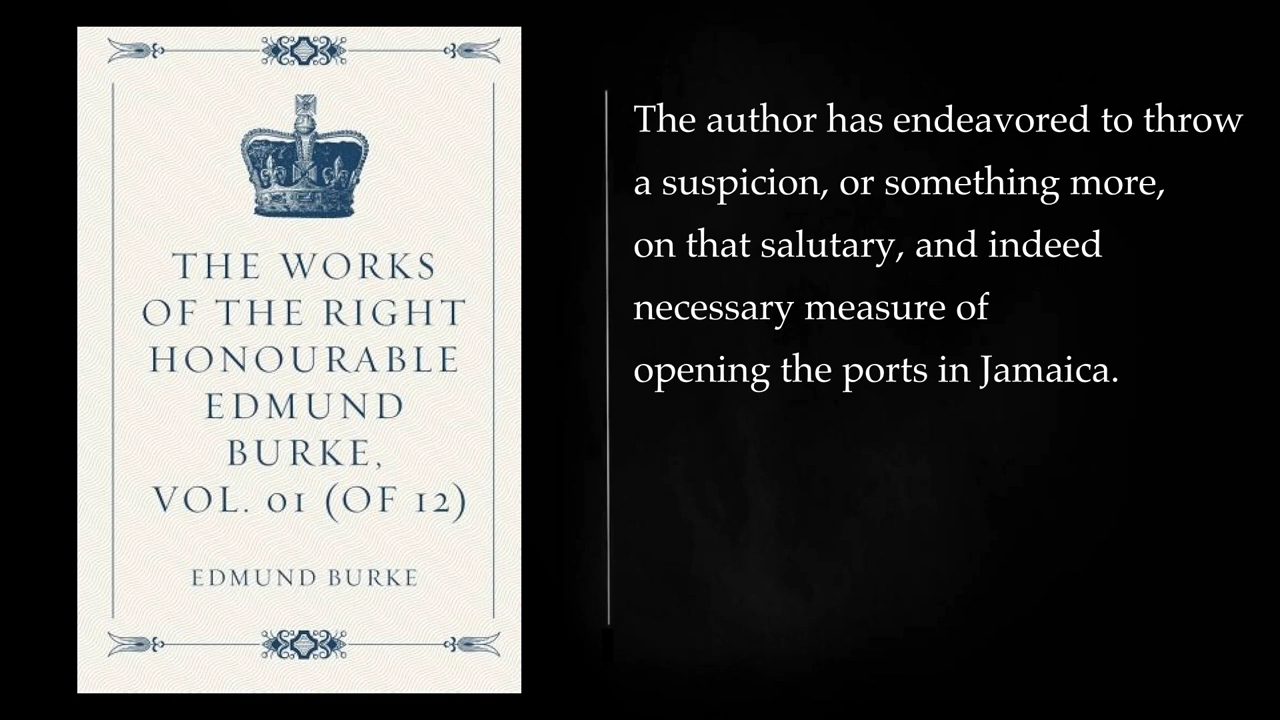 THE WORKS
OF THE RIGHT
HONOURABLE
EDMUND
BURKE,
VOL. 01 (OF 12)
EDMUND BURKE
The author has endeavored to throw
a suspicion, or something more,
on that salutary, and indeed
necessary measure of
opening the ports in Jamaica.